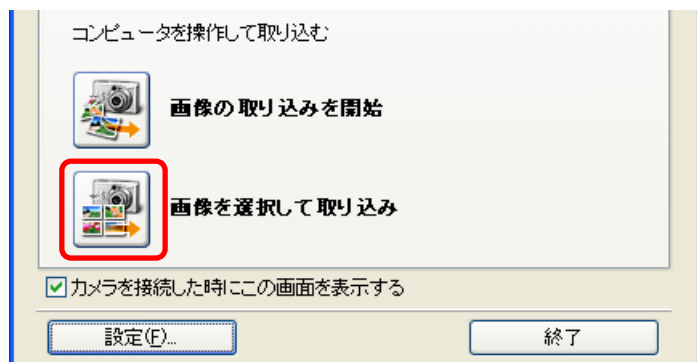 コンピュータを操作して取り込む
画像の取り込みを開始
画像を選択して取り込み
カメラを接続した時にこの画面を表示する
設定(F)...
終了